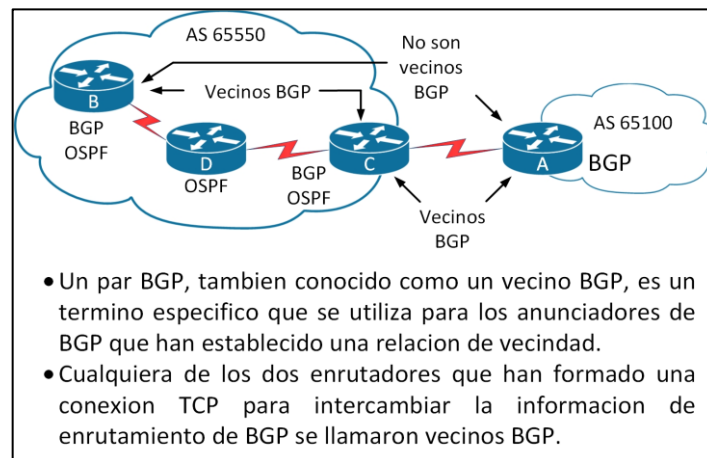 AS 65550
No son
vecinos
BGP
Vecinos BGP
B
BGP
OSPF
AS 65100
D
OSPF
C
BGP
OSPF
A
BGP
Vecinos
BGP
• Un par BGP, tambien conocido como un vecino BGP, es un
termino especifico que se utiliza para los anunciadores de
BGP que han establecido una relacion de vecindad.
• Cualquiera de los dos enrutadores que han formado una
conexion TCP para intercambiar la informacion de
enrutamiento de BGP se llamaron vecinos BGP.